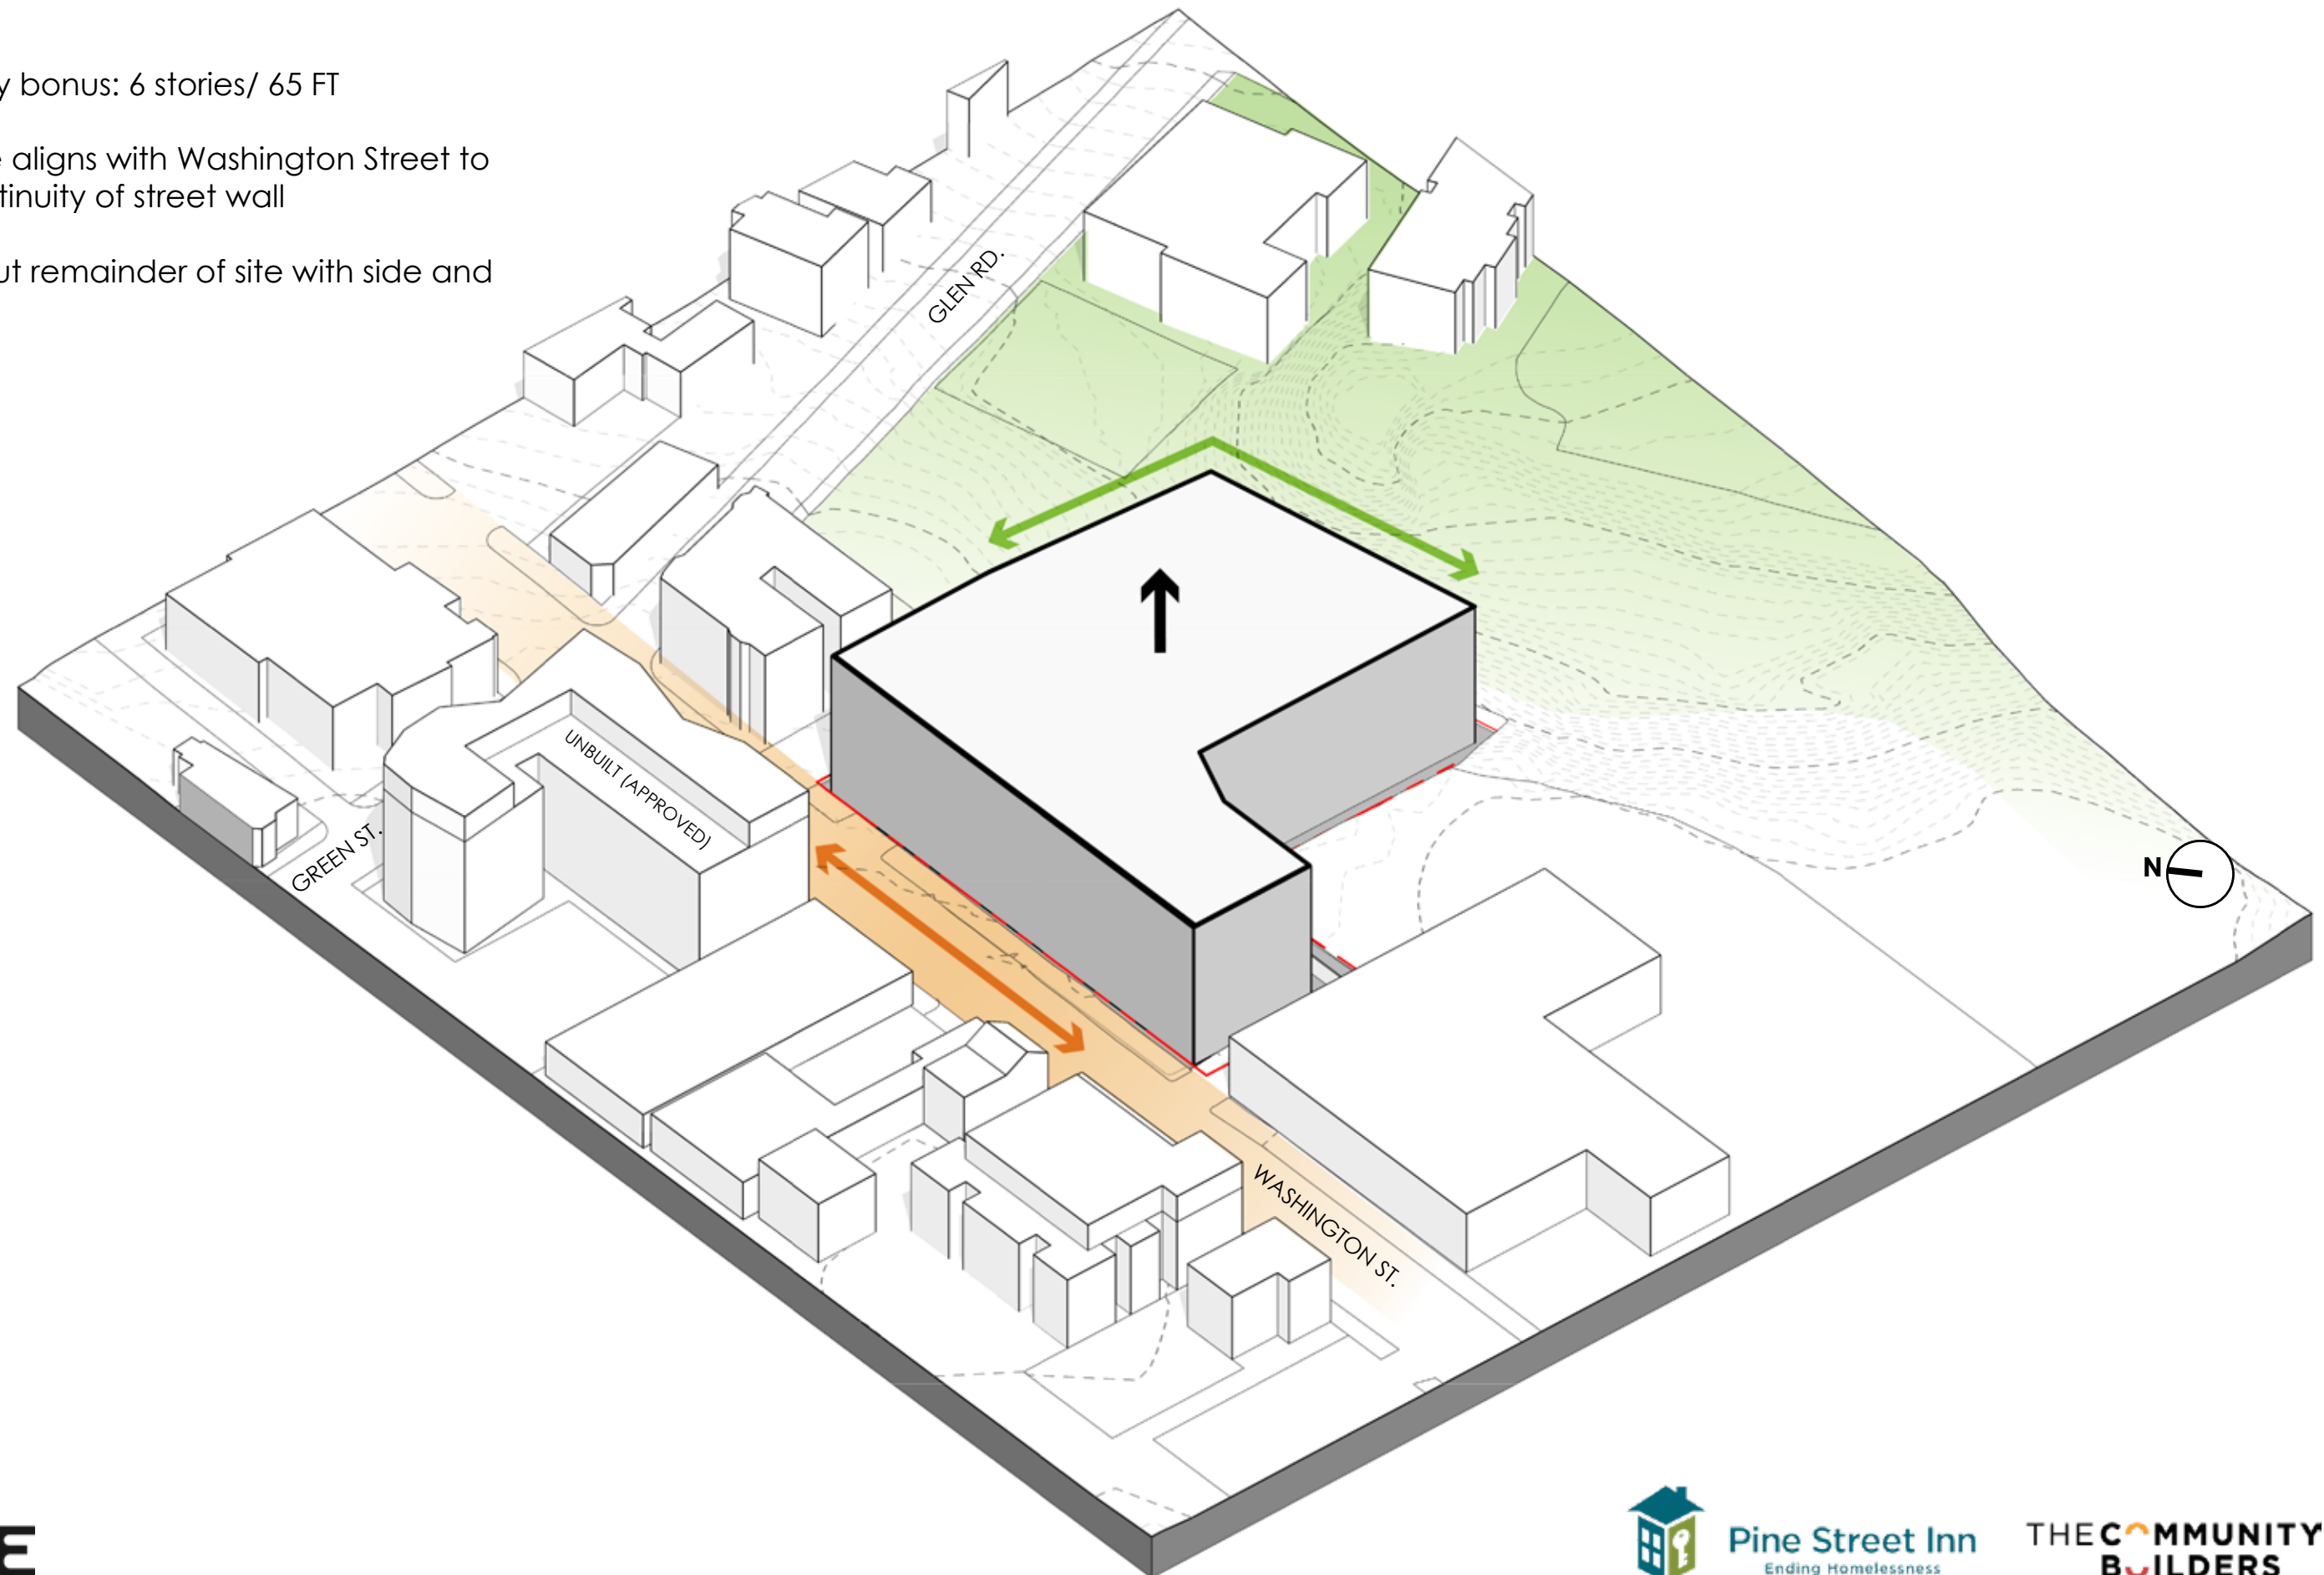 y bonus: 6 stories/ 65 FT
aligns with Washington Street to
tinuity of street wall
ut remainder of site with side and
GLEN RD.
UNBUILT (APPROVED)
GREEN ST.
N
WASHINGTON ST.
Pine Street Inn
Ending Homelessness
THE COMMUNITY
BUILDERS